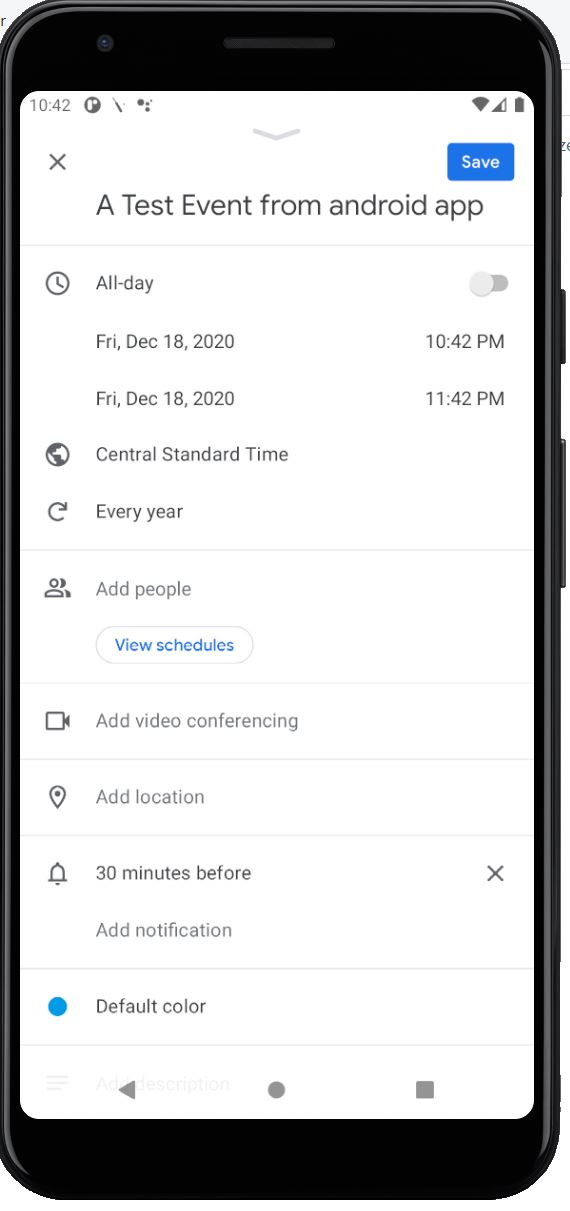 r
10:42
ze
Save
A Test Event from android app
All-day
Fri, Dec 18, 2020 10:42 PM
Fri, Dec 18, 2020 11:42 PM
Central Standard Time
Every year
Add people
View schedules
Add video conferencing
Add location
30 minutes before
Add notification
Default color
Add description